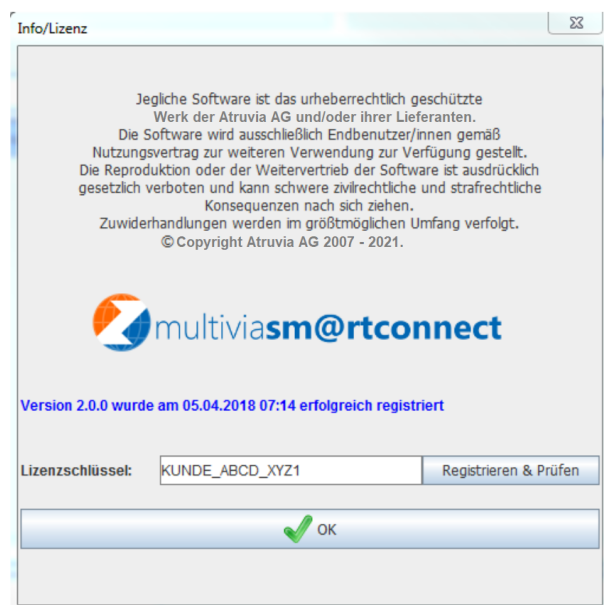 Info/Lizenz
Jegliche Software ist das urheberrechtlich geschützte
Werk der Atruvia AG und/oder ihrer Lieferanten.
Die Software wird ausschließlich Endbenutzer/innen gemäß
Nutzungsvertrag zur weiteren Verwendung zur Verfügung gestellt.
Die Reproduktion oder der Weitervertrieb der Software ist ausdrücklich
gesetzlich verboten und kann schwere zivilrechtliche und strafrechtliche
Konsequenzen nach sich ziehen.
Zuwiderhandlungen werden im größtmöglichen Umfang verfolgt.
© Copyright Atruvia AG 2007 - 2021.
multiviasm@rtconnect
Version 2.0.0 wurde am 05.04.2018 07:14 erfolgreich registriert
Lizenzschlüssel: KUNDE_ABCD_XYZ1 Registrieren & Prüfen
OK